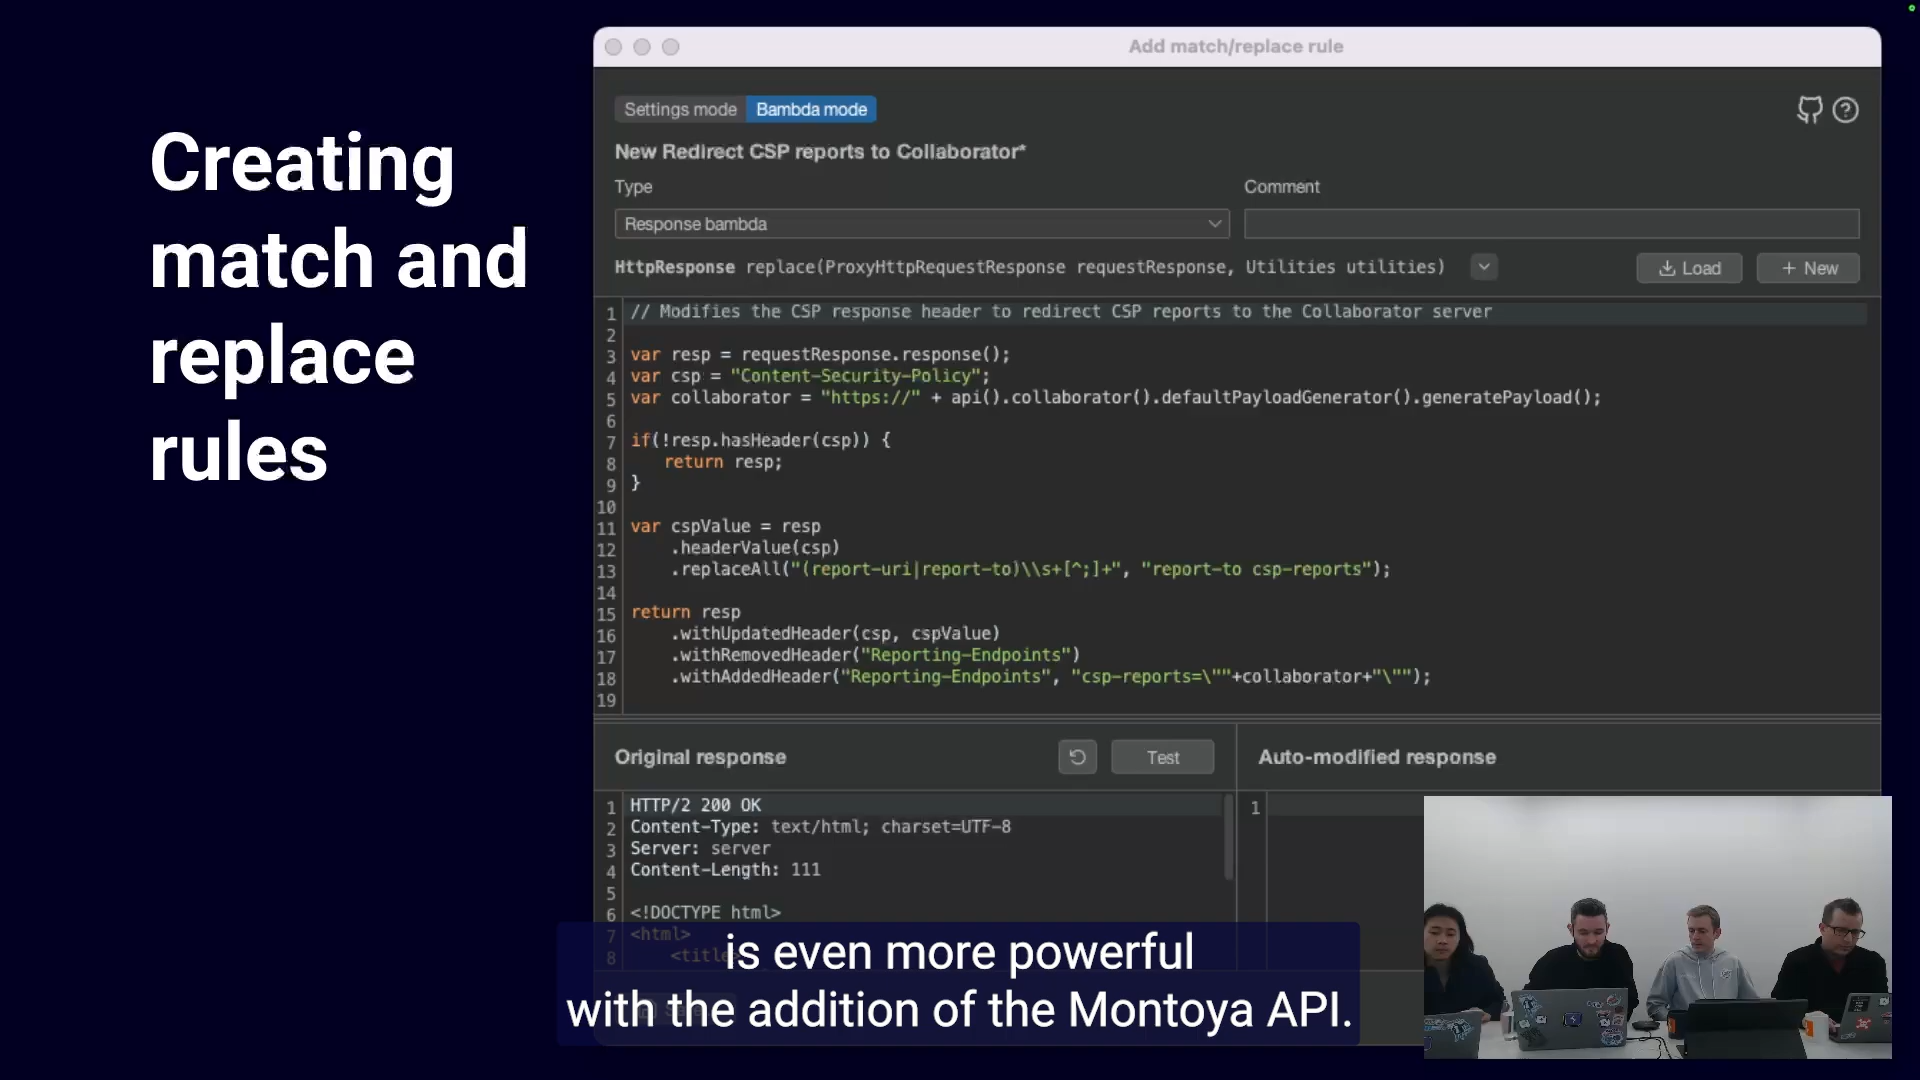 Creating
match and
replace
rules
Add match/replace rule
Settings mode Bambda mode
New Redirect CSP reports to Collaborator*
Type
Comment
Response bambda
HttpResponse replace(ProxyHttpRequestResponse requestResponse, Utilities utilities)
Load
+ New
1 // Modifies the CSP response header to redirect CSP reports to the Collaborator server
2
3 var resp = requestResponse.response();
4 var csp = "Content-Security-Policy";
5 var collaborator = "https://" + api().collaborator().defaultPayloadGenerator().generatePayload();
6
7 if(!resp.hasHeader(csp)) {
8 return resp;
9 }
10
11 var cspValue = resp
12 .headerValue(csp)
13 .replaceAll("(report-uri|report-to)\\s+[^;]+", "report-to csp-reports");
14
15 return resp
16 .withUpdatedHeader(csp, cspValue)
17 .withRemovedHeader("Reporting-Endpoints")
18 .withAddedHeader("Reporting-Endpoints", "csp-reports=\""+collaborator+"\"");
19
Original response
Test
Auto-modified response
1 HTTP/2 200 OK
2 Content-Type: text/html; charset=UTF-8
3 Server: server
4 Content-Length: 111
5
6 <!DOCTYPE html>
7 <html>
8 <title>
1
is even more powerful
with the addition of the Montoya API.